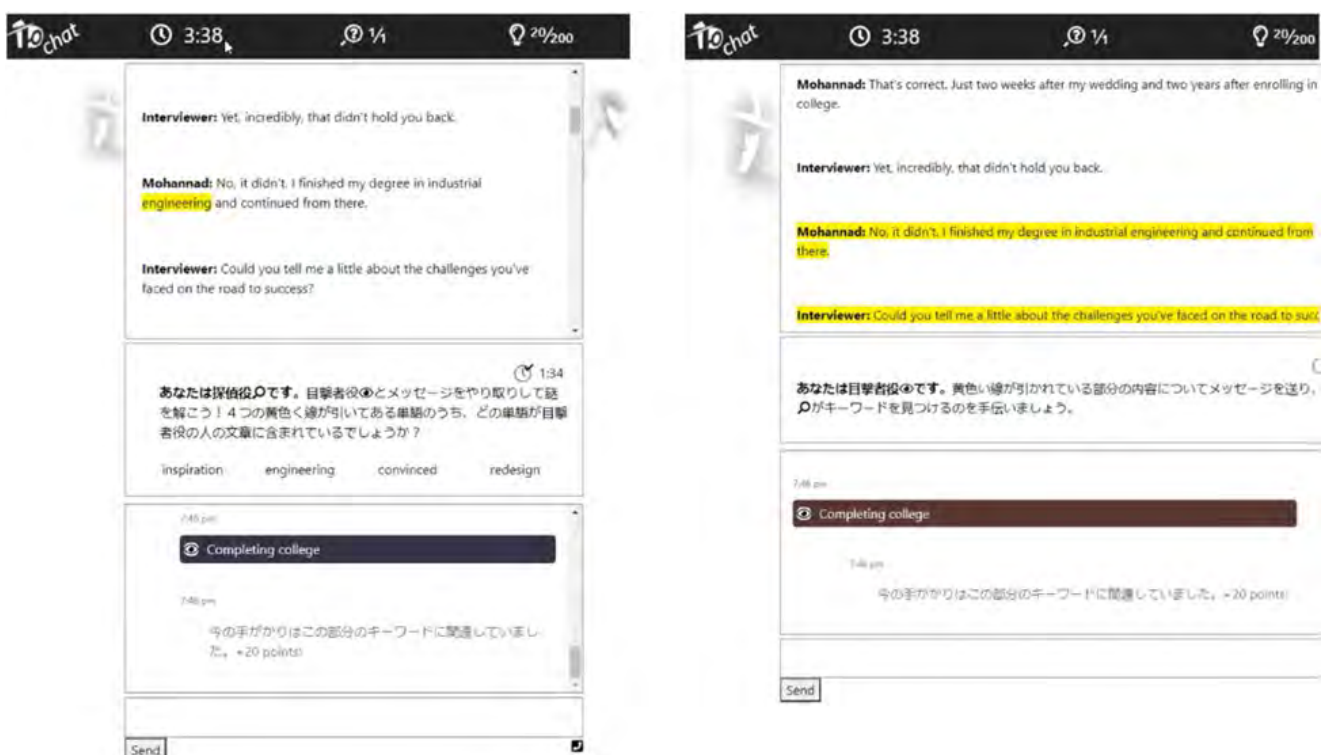 chat
3:38
1/1
20/200
Interviewer: Yet, incredibly, that didn't hold you back.
Mohannad: No, it didn't. I finished my degree in industrial
engineering and continued from there.
Interviewer: Could you tell me a little about the challenges you've
faced on the road to success?
1:34
あなたは探偵役です。目撃者役とメッセージをやり取りして謎
を解こう！４つの黄色く線が引いてある単語のうち、どの単語が目撃
者役の人の文章に含まれているでしょうか？
inspiration engineering convinced redesign
7:46 pm
Completing college
7:46 pm
今の手がかりはこの部分のキーワードに関連していまし
た。+20 points!
Send
chat
3:38
1/1
20/200
Mohannad: That's correct. Just two weeks after my wedding and two years after enrolling in
college.
Interviewer: Yet, incredibly, that didn't hold you back.
Mohannad: No, it didn't. I finished my degree in industrial engineering and continued from
there.
Interviewer: Could you tell me a little about the challenges you've faced on the road to succ
あなたは目撃者役です。黄色い線が引かれている部分の内容についてメッセージを送り、
がキーワードを見つけるのを手伝いましょう。
7:46 pm
Completing college
7:46 pm
今の手がかりはこの部分のキーワードに関連していました。+20 points!
Send